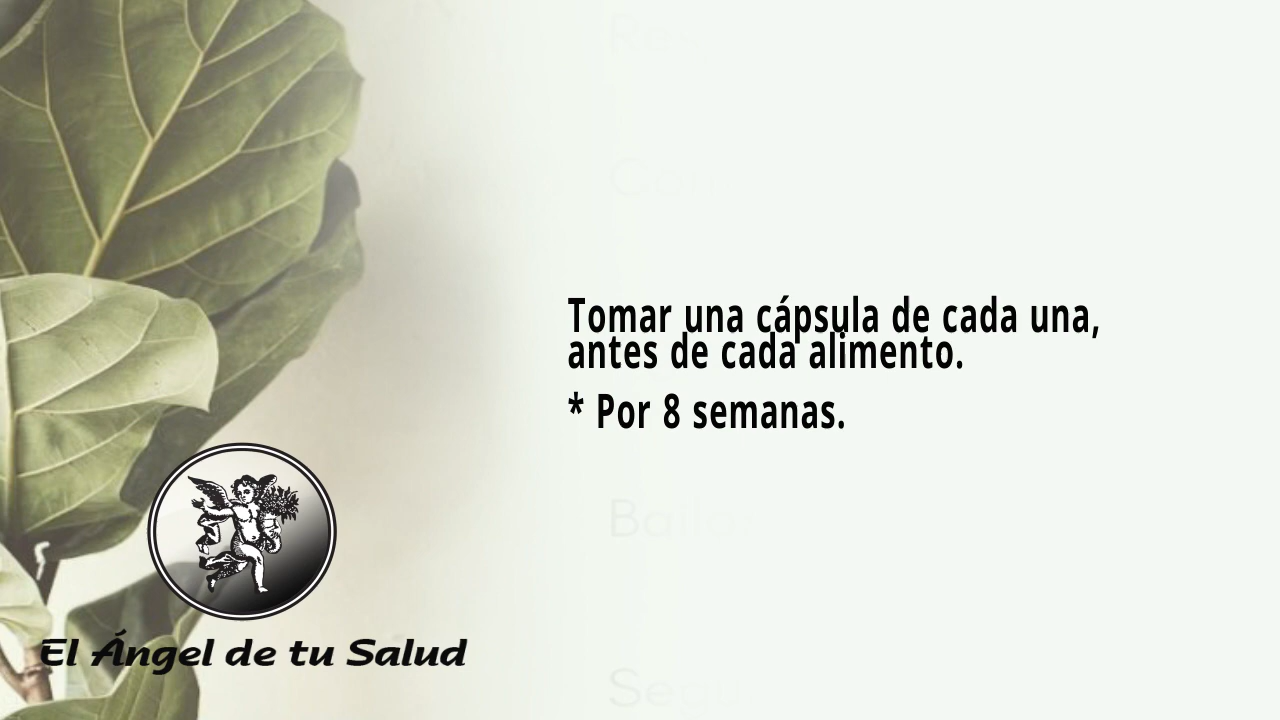 Tomar una cápsula de cada una,
antes de cada alimento.
* Por 8 semanas.
El Ángel de tu Salud